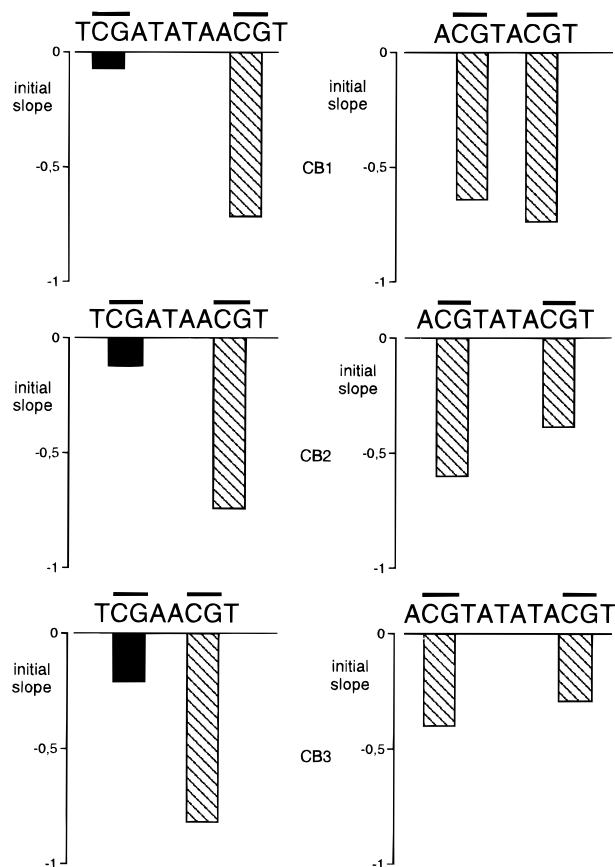 TCGATATAACGT
0
initial
slope
-0,5
-1
ACGTACGT
0
initial
slope
CB1
-0,5
-1
TCGATAACGT
0
initial
slope
-0,5
-1
ACGTATACGT
0
initial
slope
CB2
-0,5
-1
TCGAACGT
0
initial
slope
-0,5
-1
ACGTATATACGT
0
initial
slope
CB3
-0,5
-1